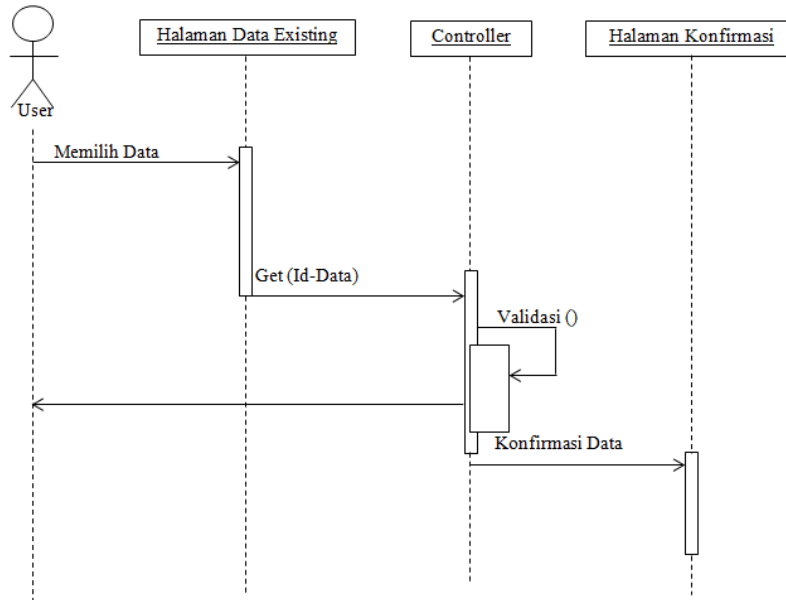 Halaman Data Existing
Controller
Halaman Konfirmasi
User
Memilih Data
Get (Id-Data)
Validasi ()
Konfirmasi Data